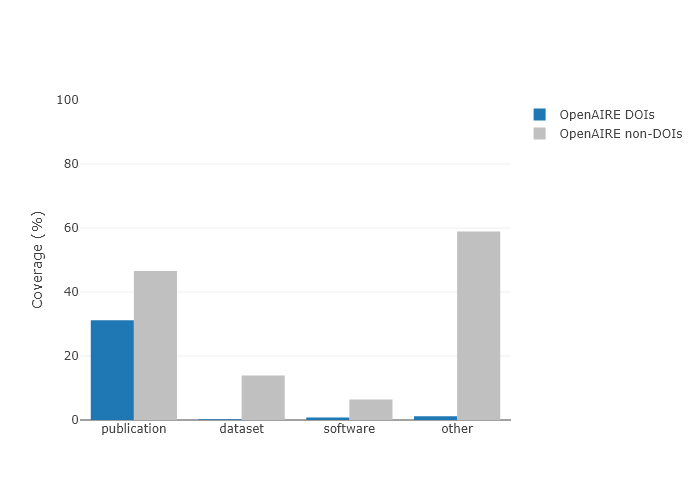 100
80
60
40
20
0
Coverage (%)
publication
dataset
software
other
OpenAIRE DOIs
OpenAIRE non-DOIs